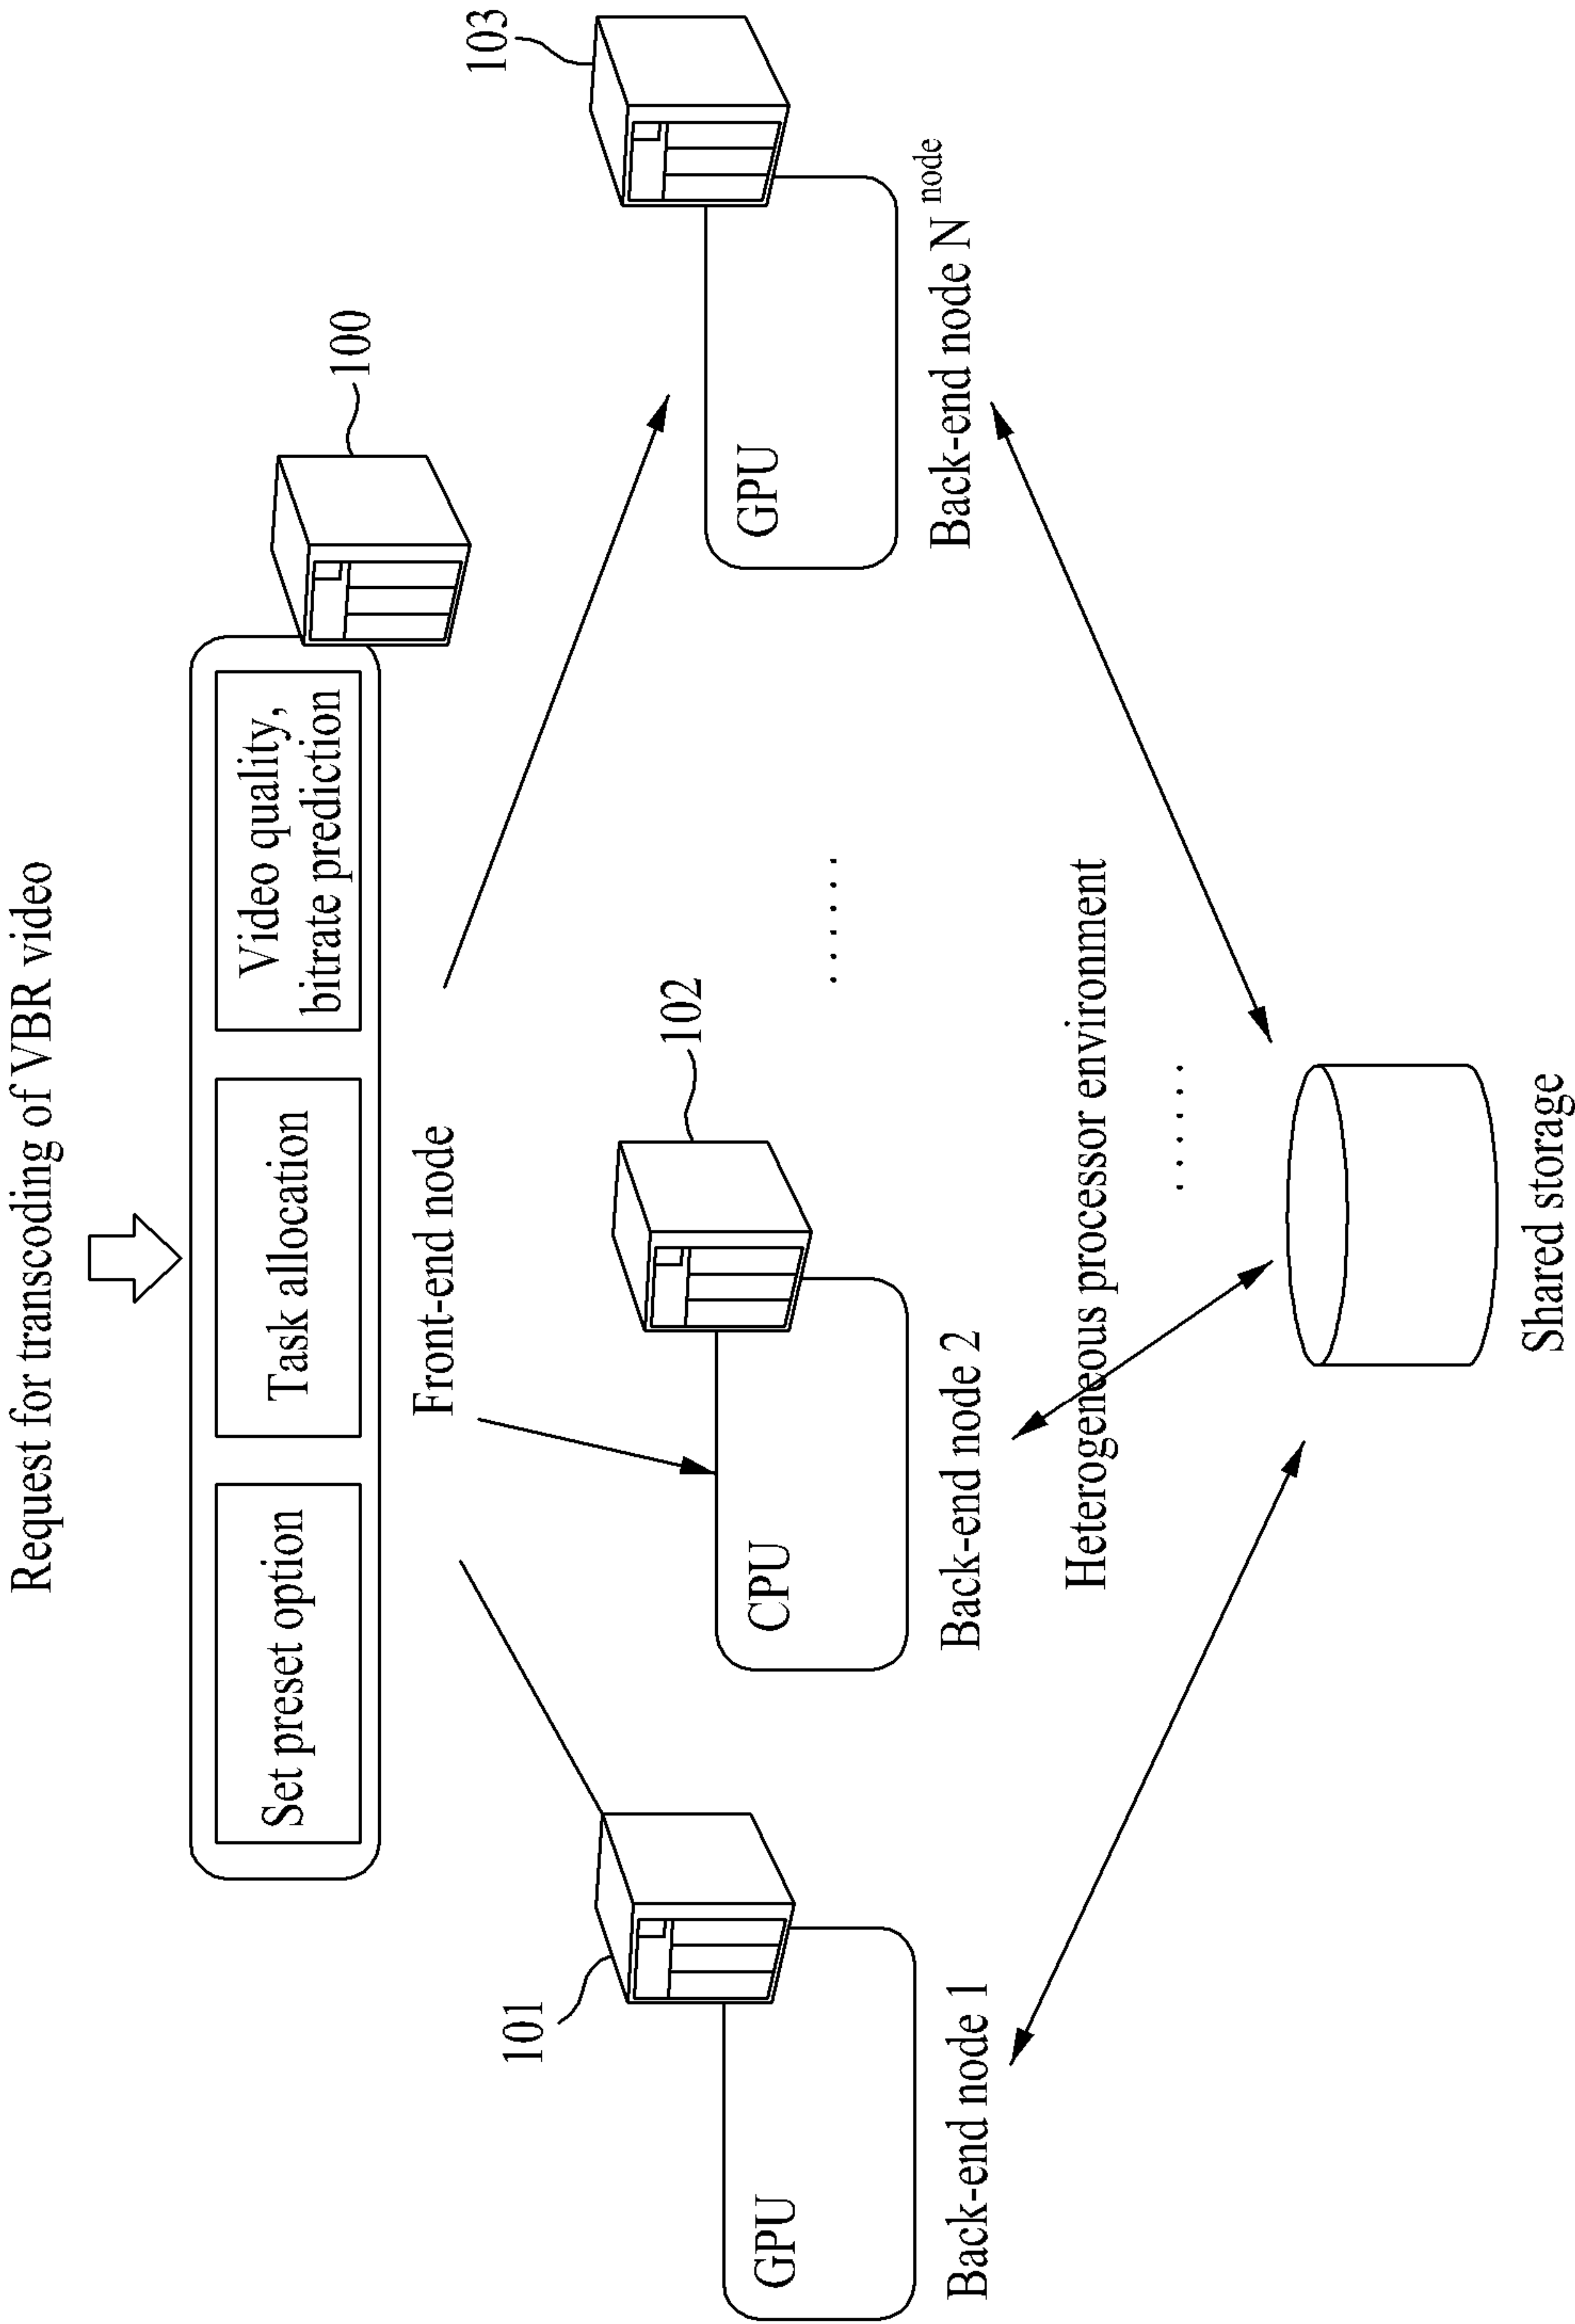 Request for transcoding of VBR video
Set preset option
Task allocation
Video quality,
bitrate prediction
100
Front-end node
101
102
103
GPU
CPU
GPU
......
Back-end node 1
Back-end node 2
Back-end node N node
Heterogeneous processor environment
......
Shared storage